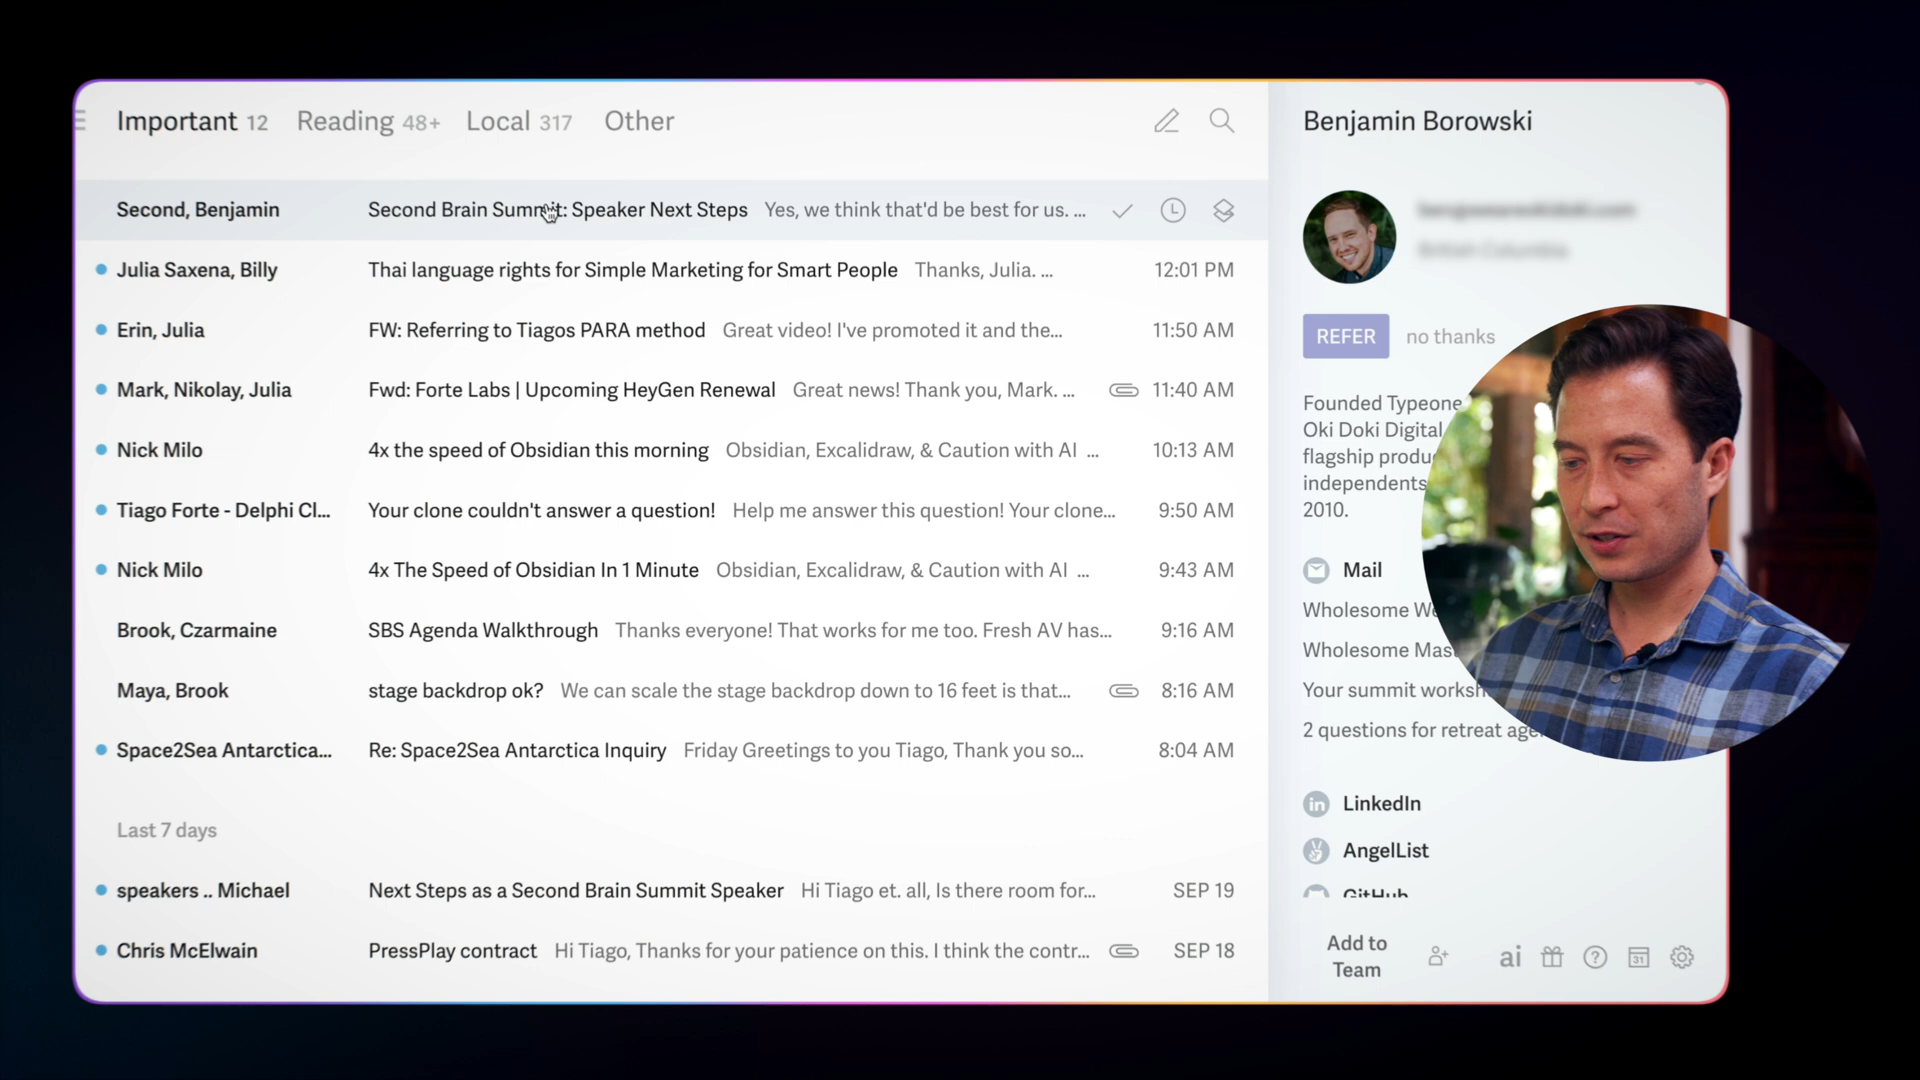 Important 12 Reading 48+ Local 317 Other
Second, Benjamin Second Brain Summit: Speaker Next Steps Yes, we think that'd be best for us. ...
Julia Saxena, Billy Thai language rights for Simple Marketing for Smart People Thanks, Julia. ... 12:01 PM
Erin, Julia FW: Referring to Tiagos PARA method Great video! I've promoted it and the... 11:50 AM
Mark, Nikolay, Julia Fwd: Forte Labs | Upcoming HeyGen Renewal Great news! Thank you, Mark. ... 11:40 AM
Nick Milo 4x the speed of Obsidian this morning Obsidian, Excalidraw, & Caution with AI ... 10:13 AM
Tiago Forte - Delphi Cl... Your clone couldn't answer a question! Help me answer this question! Your clone... 9:50 AM
Nick Milo 4x The Speed of Obsidian In 1 Minute Obsidian, Excalidraw, & Caution with AI ... 9:43 AM
Brook, Czarmaine SBS Agenda Walkthrough Thanks everyone! That works for me too. Fresh AV has... 9:16 AM
Maya, Brook stage backdrop ok? We can scale the stage backdrop down to 16 feet is that... 8:16 AM
Space2Sea Antarctica... Re: Space2Sea Antarctica Inquiry Friday Greetings to you Tiago, Thank you so... 8:04 AM
Last 7 days
speakers .. Michael Next Steps as a Second Brain Summit Speaker Hi Tiago et. all, Is there room for... SEP 19
Chris McElwain PressPlay contract Hi Tiago, Thanks for your patience on this. I think the contr... SEP 18
Benjamin Borowski
REFER no thanks
Founded Typeone
Oki Doki Digital
flagship
independents
2010.
Mail
Wholesome
Wholesome
Your summit
2 questions for retreat
LinkedIn
AngelList
GitHub
Add to
Team
ai
31